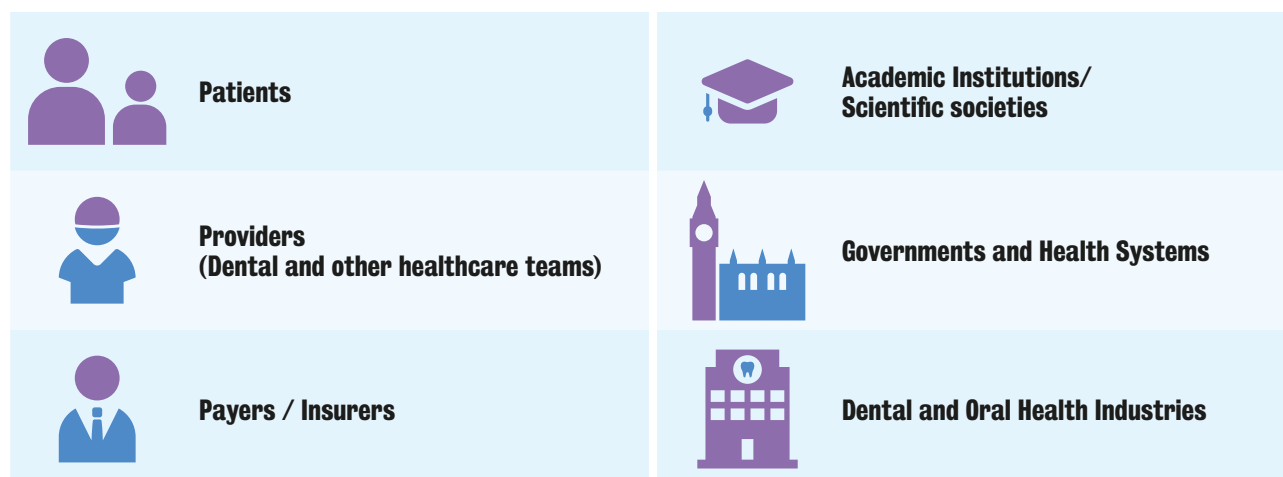 Patients
Providers
(Dental and other healthcare teams)
Payers / Insurers
Academic Institutions/
Scientific societies
Governments and Health Systems
Dental and Oral Health Industries